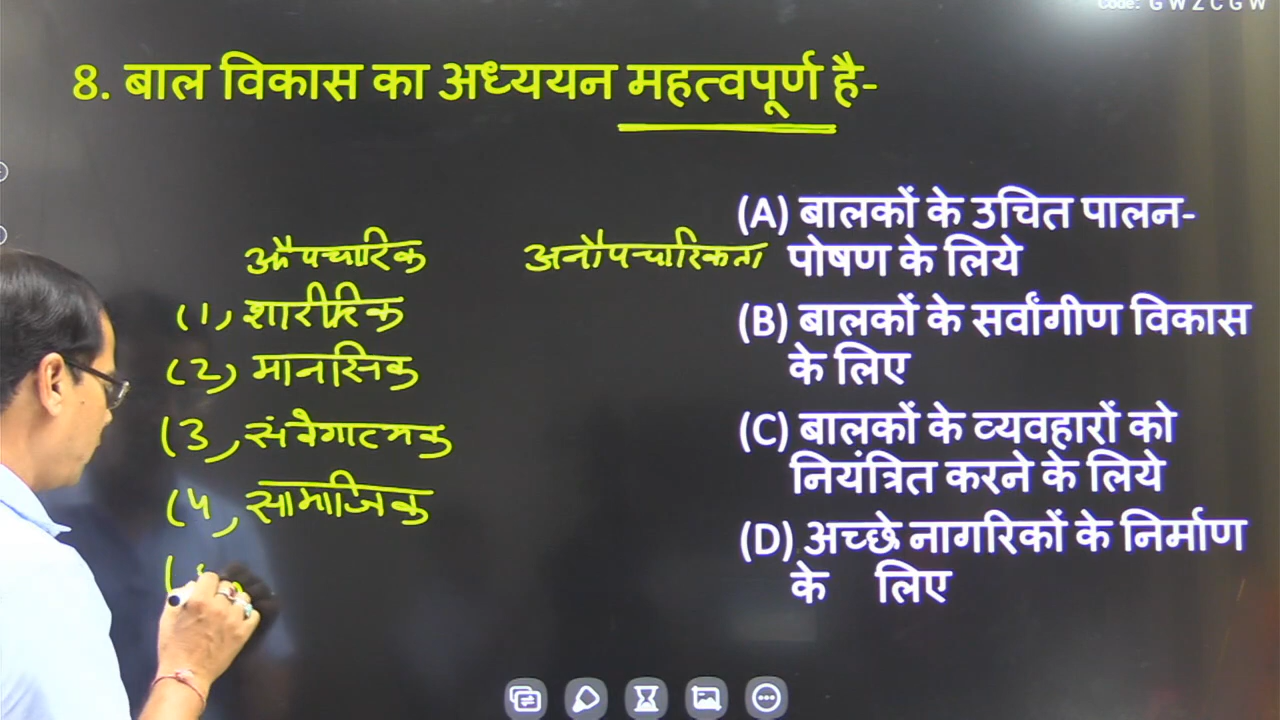 Code: G W Z C G W
8. बाल विकास का अध्ययन महत्वपूर्ण है-
औपचारिक अनौपचारिकता
(1) शारीरिक
(2) मानसिक
(3) संवेगात्मक
(4) सामाजिक
(A) बालकों के उचित पालन-
पोषण के लिये
(B) बालकों के सर्वांगीण विकास
के लिए
(C) बालकों के व्यवहारों को
नियंत्रित करने के लिये
(D) अच्छे नागरिकों के निर्माण
के लिए